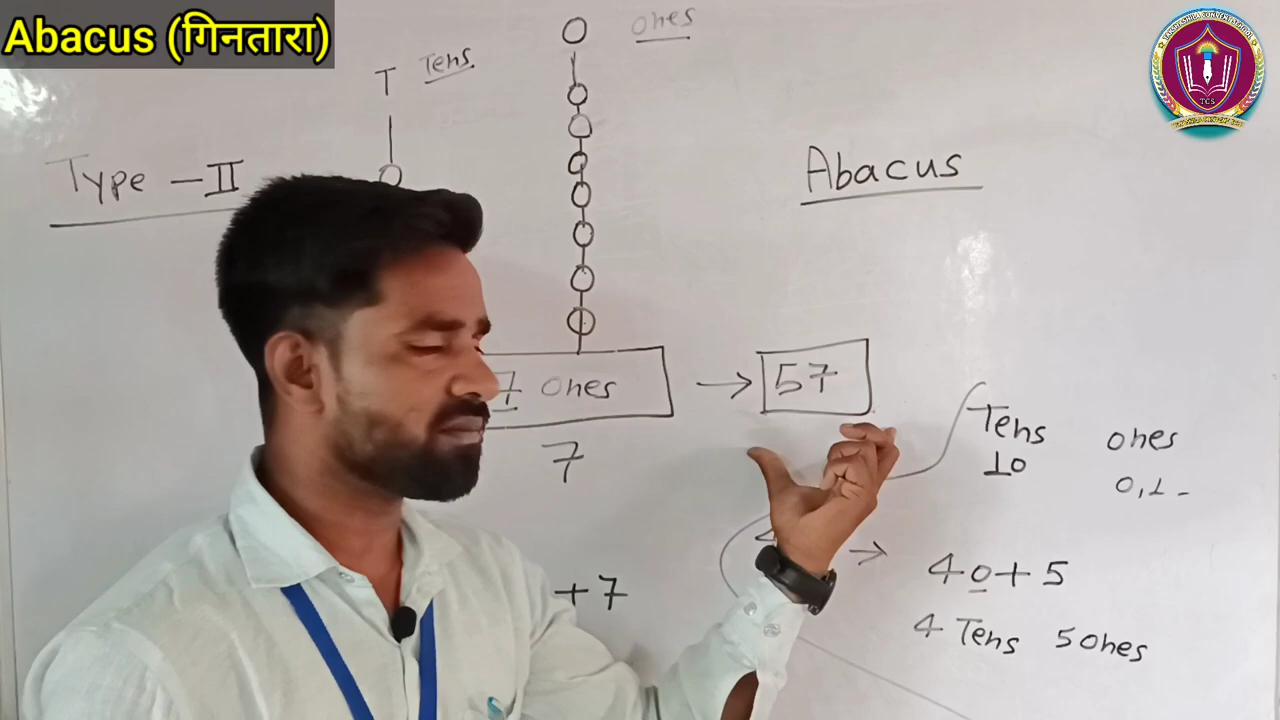 Abacus (गिनतारा)
T Tens
O ones
Type - II
Abacus
7 ones → 57
7
Tens ones
10 0,1 -
+7
→ 40+5
4 Tens 5 ones
TCS